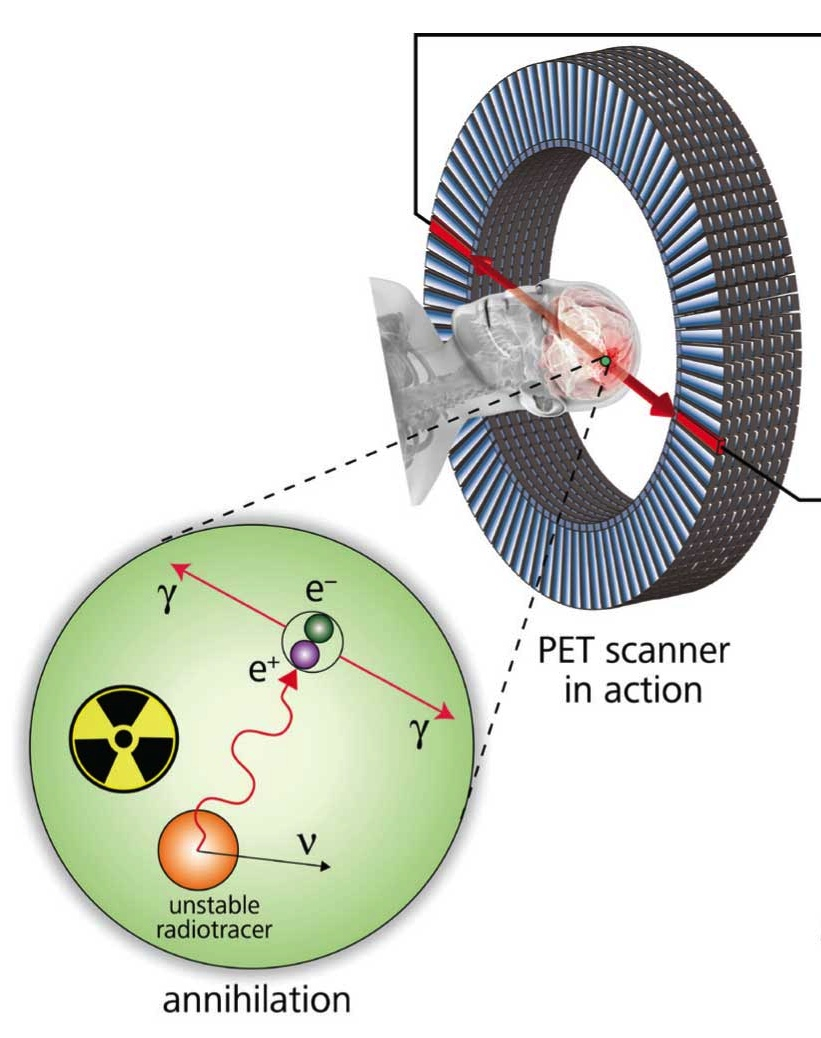 PET scanner
in action
γ
e⁻
e⁺
γ
ν
unstable
radiotracer
annihilation